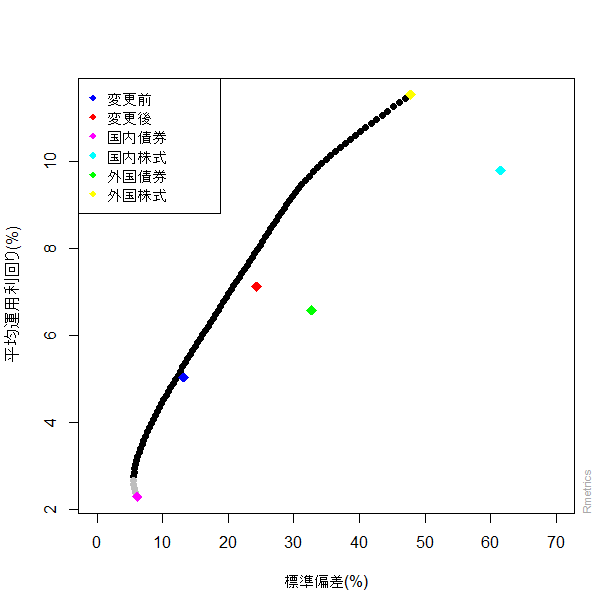 変更前
変更後
国内債券
国内株式
外国債券
外国株式
平均運用利回り(%)
10
8
6
4
2
0 10 20 30 40 50 60 70
標準偏差(%)
Rmetrics